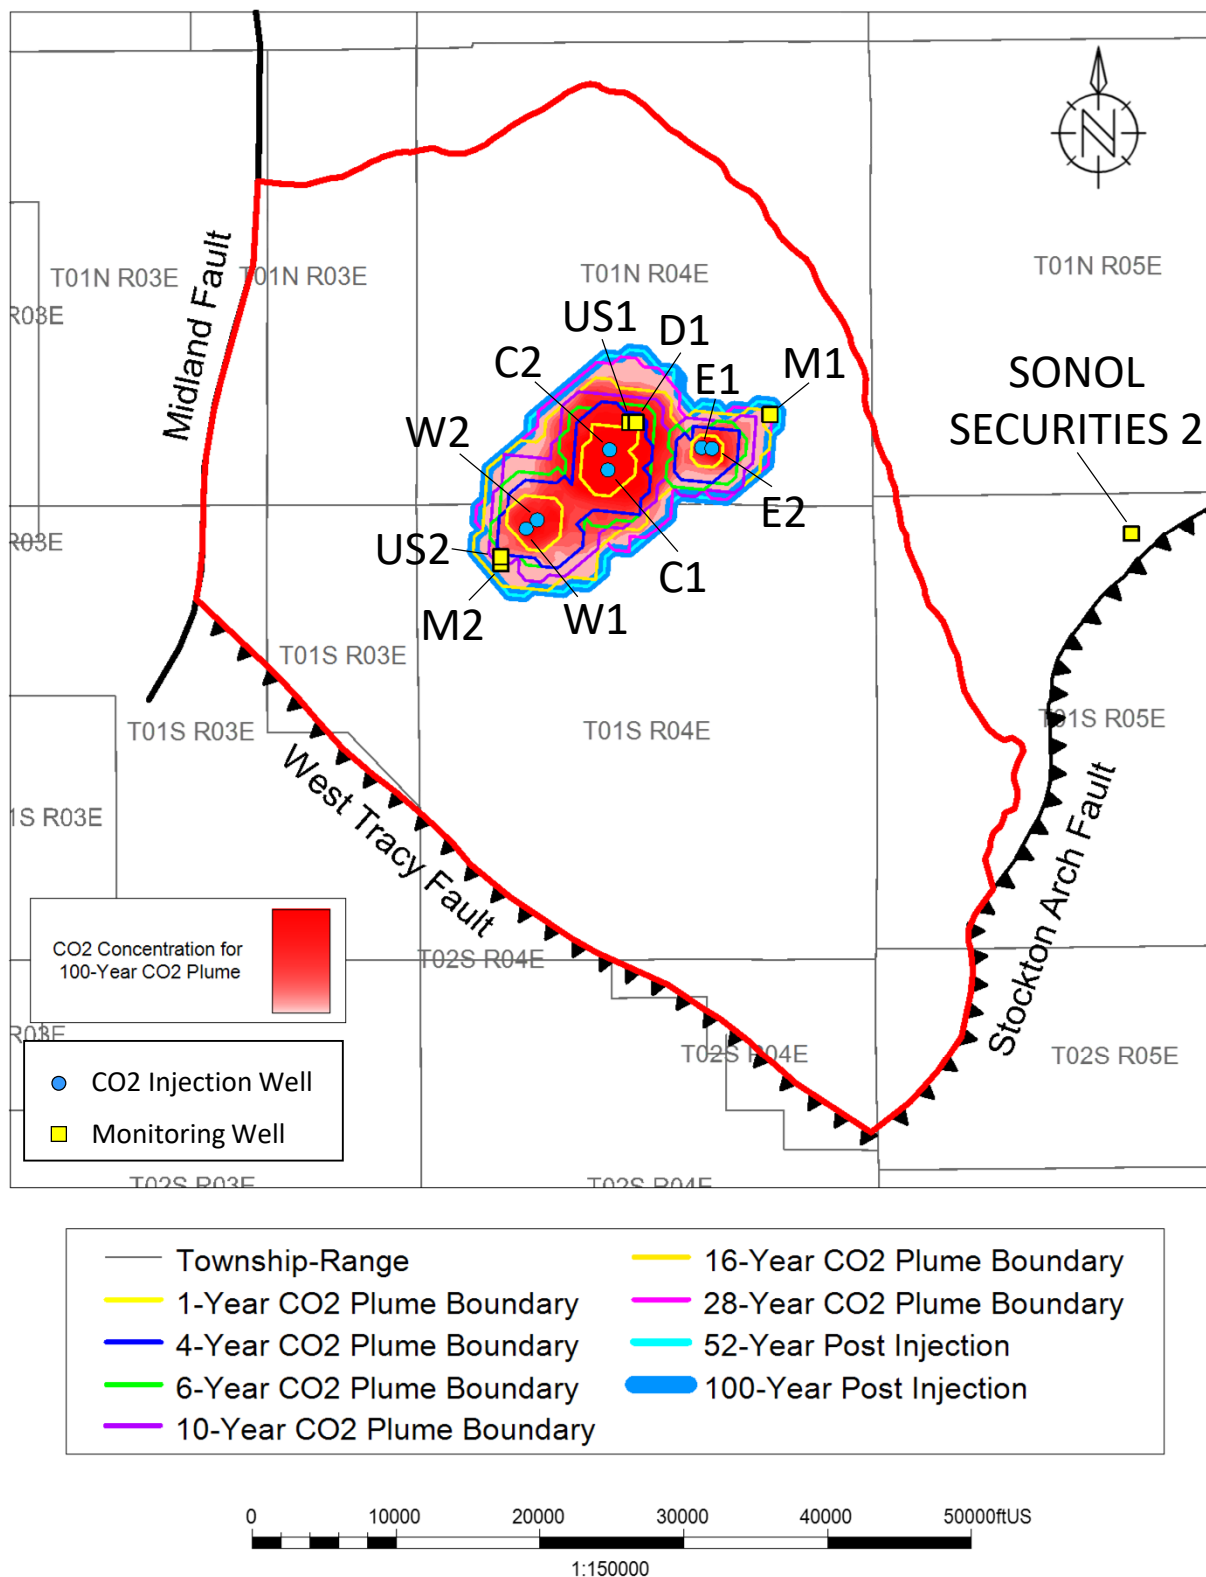 N
Midland Fault
T01N R03E
T01N R03E
T01N R04E
T01N R05E
R03E
US1
D1
C2
E1
M1
SONOL
SECURITIES 2
W2
E2
R03E
US2
C1
M2
W1
T01S R03E
T01S R03E
T01S R04E
T01S R05E
1S R03E
West Tracy Fault
Stockton Arch Fault
CO2 Concentration for
100-Year CO2 Plume
T02S R04E
R03E
T02S R04E
T02S R05E
CO2 Injection Well
Monitoring Well
T02S R03E
T02S R04E
Township-Range
1-Year CO2 Plume Boundary
4-Year CO2 Plume Boundary
6-Year CO2 Plume Boundary
10-Year CO2 Plume Boundary
16-Year CO2 Plume Boundary
28-Year CO2 Plume Boundary
52-Year Post Injection
100-Year Post Injection
0 10000 20000 30000 40000 50000ftUS
1:150000